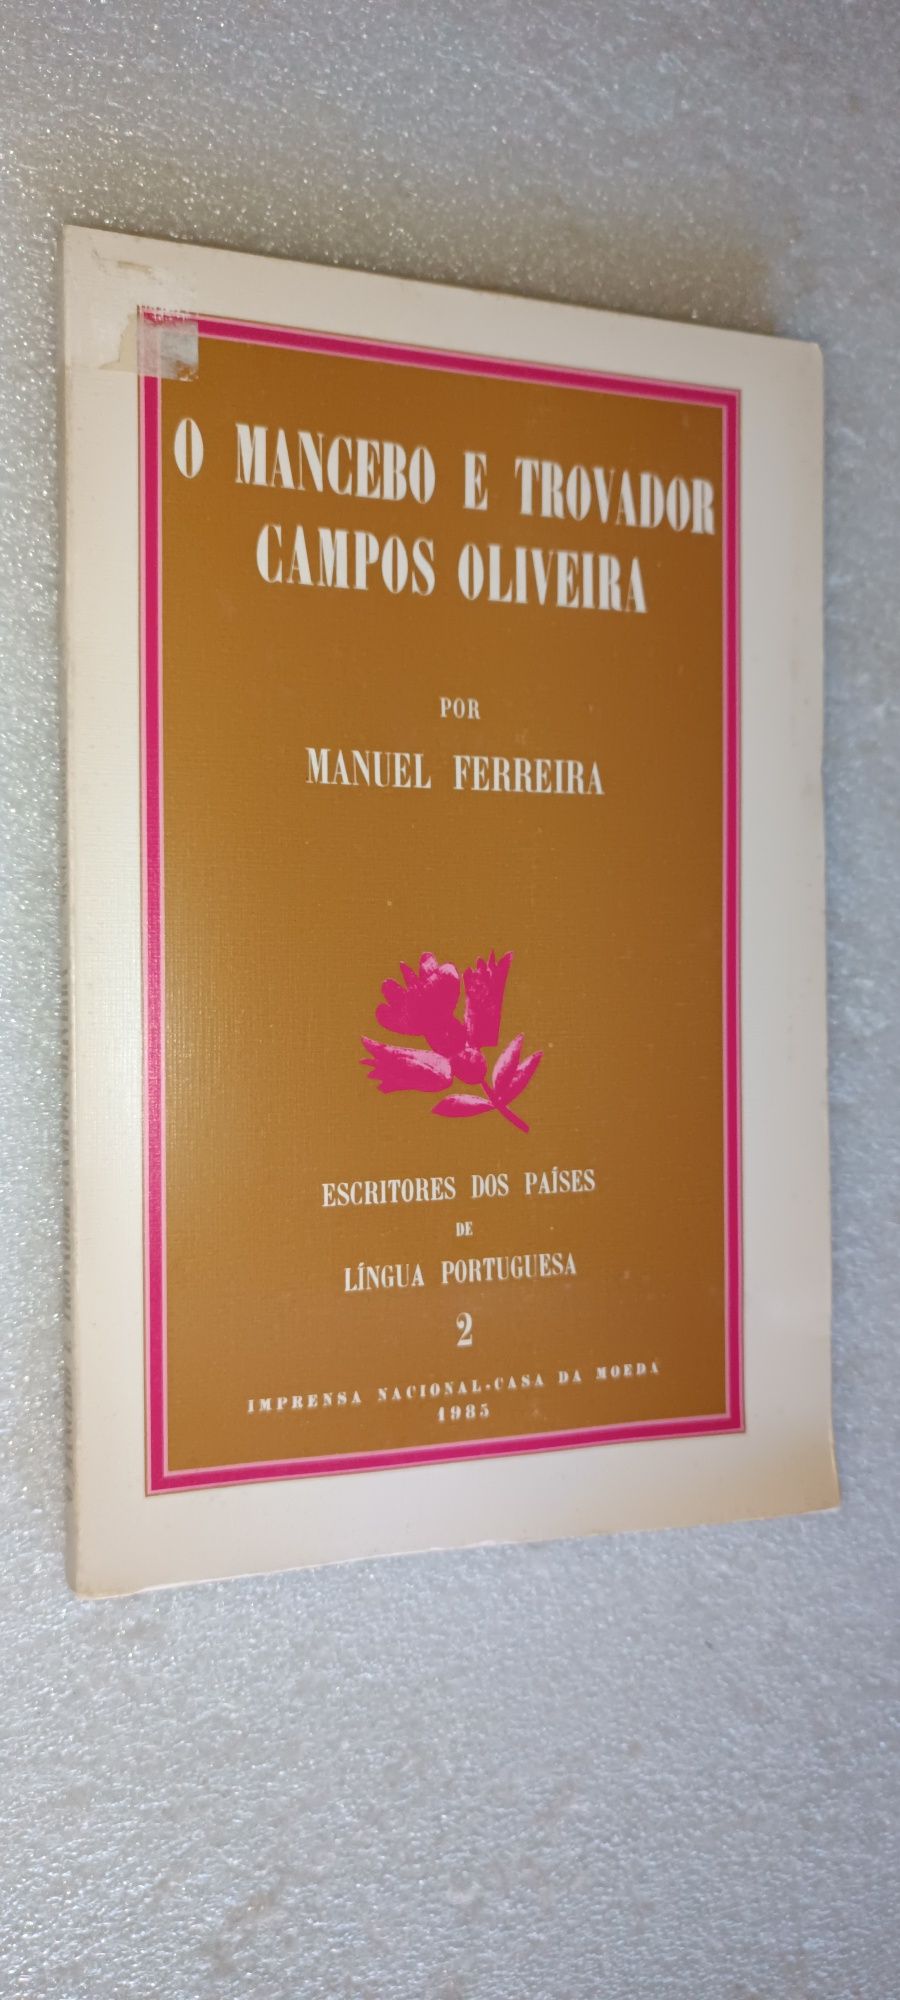 O MANCEBO E TROVADOR
CAMPOS OLIVEIRA
POR
MANUEL FERREIRA
ESCRITORES DOS PAÍSES
DE
LÍNGUA PORTUGUESA
2
IMPRENSA NACIONAL-CASA DA MOEDA
1985